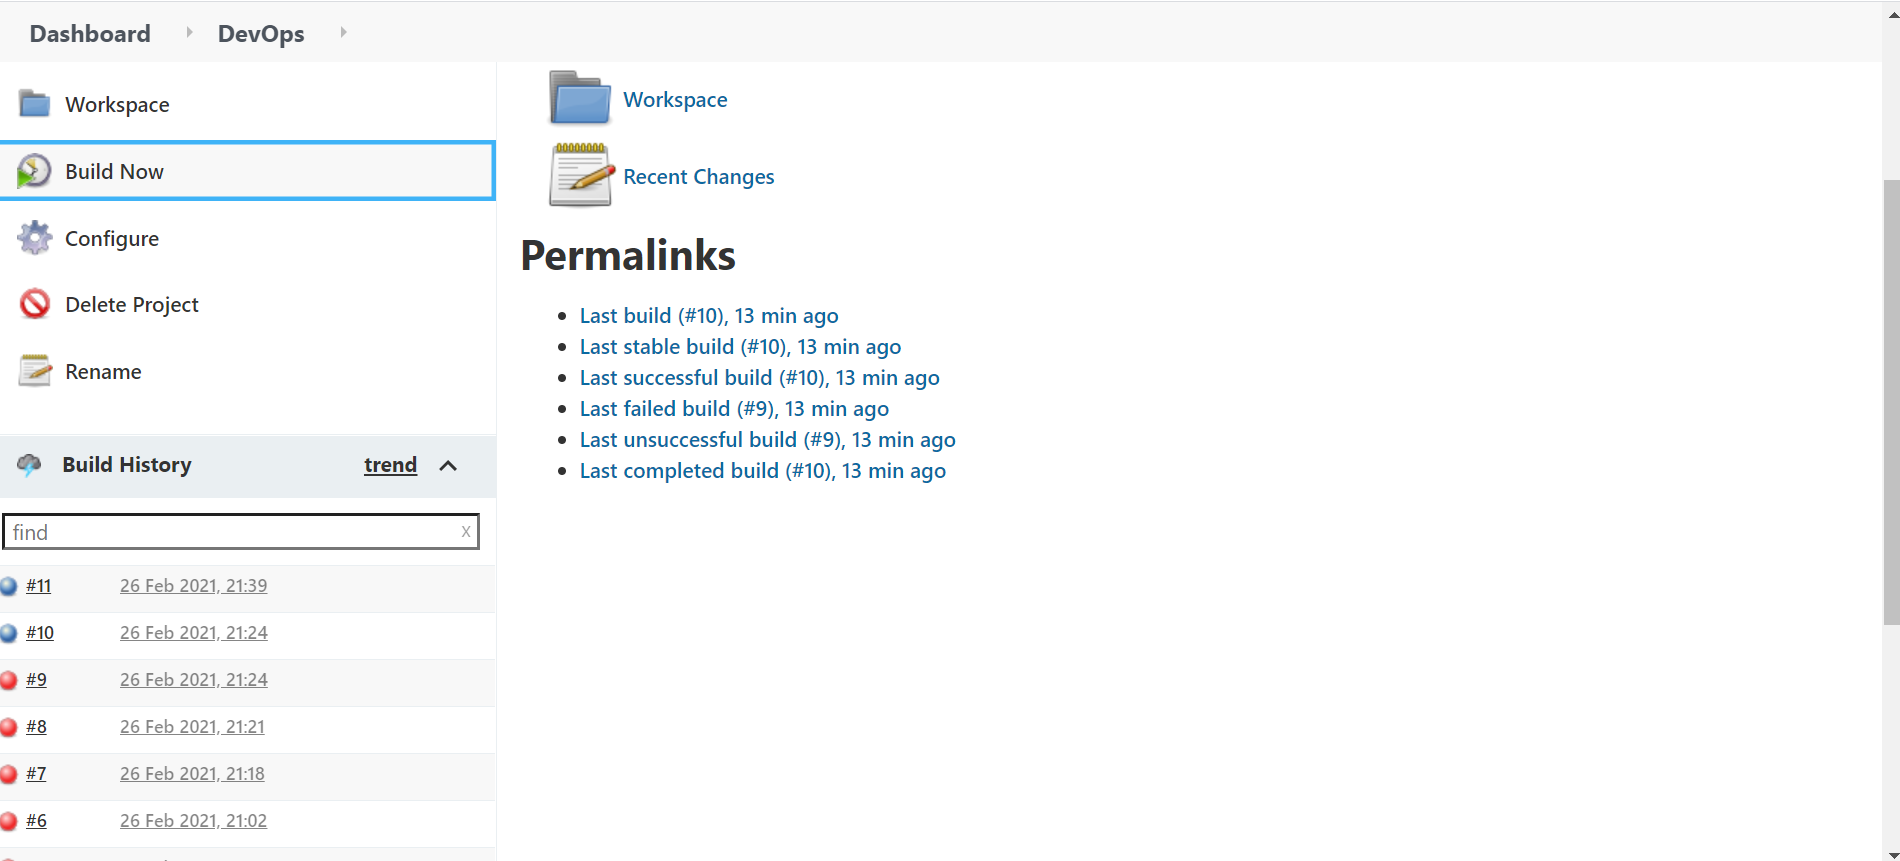 Dashboard DevOps
Workspace
Build Now
Configure
Delete Project
Rename
Build History trend
find x
#11 26 Feb 2021, 21:39
#10 26 Feb 2021, 21:24
#9 26 Feb 2021, 21:24
#8 26 Feb 2021, 21:21
#7 26 Feb 2021, 21:18
#6 26 Feb 2021, 21:02
Workspace
Recent Changes
Permalinks
Last build (#10), 13 min ago
Last stable build (#10), 13 min ago
Last successful build (#10), 13 min ago
Last failed build (#9), 13 min ago
Last unsuccessful build (#9), 13 min ago
Last completed build (#10), 13 min ago